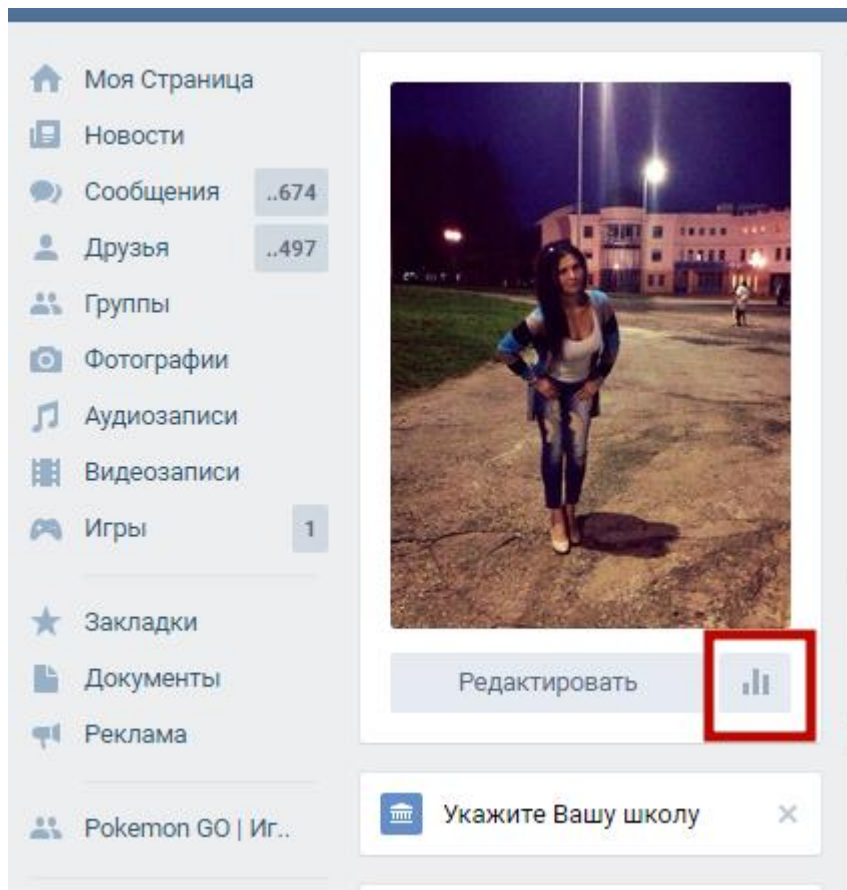 Моя Страница
Новости
Сообщения ..674
Друзья ..497
Группы
Фотографии
Аудиозаписи
Видеозаписи
Игры 1
Закладки
Документы
Реклама
Pokemon GO | Иг..
Редактировать
Укажите Вашу школу